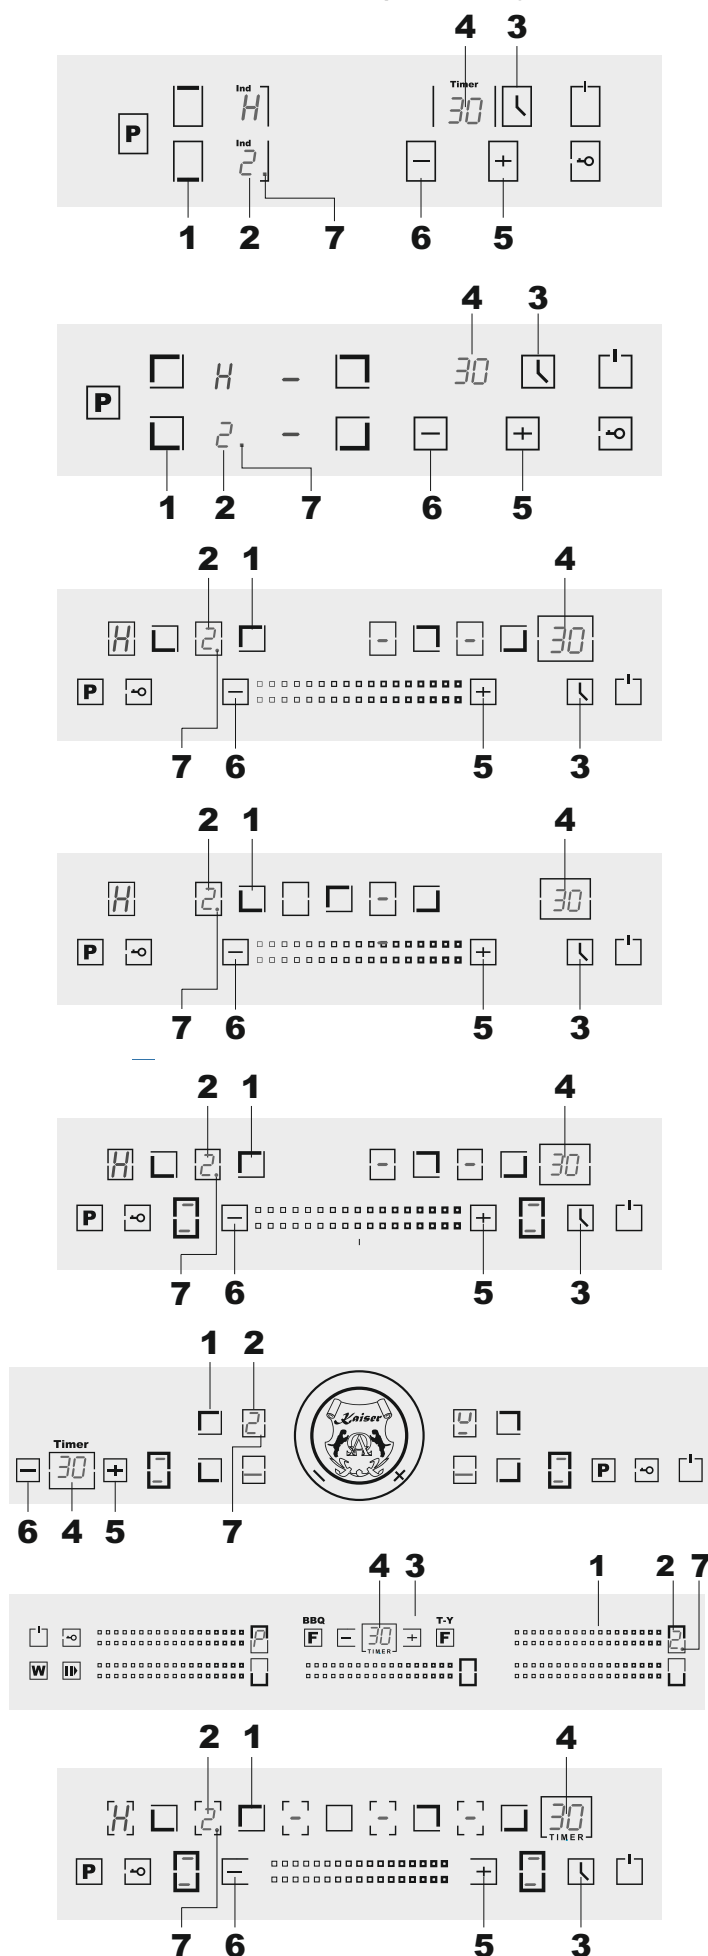 4 3
Ind Timer
H 30
P
Ind
2.
1 2 7 6 5
4 3
H - - 30
P
2. -
1 2 7 6 5
2 1 4
H 2. - - 30
P
7 6 5 3
2 1 4
H 2. - 30
P
7 6 5 3
2 1 4
H 2. - - 30
P
7 6 5 3
1 2
2. Kaiser
Timer
30 P
6 4 5 7
4 3 1 2 7
BBQ T-Y
P F 30 F 2.
TIMER
W
2 1 4
H 2. - - - 30
TIMER
P
7 6 5 3